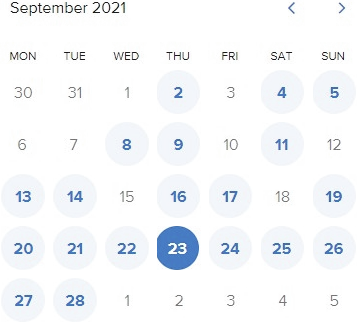 September 2021
MON TUE WED THU FRI SAT SUN
30 31 1 2 3 4 5
6 7 8 9 10 11 12
13 14 15 16 17 18 19
20 21 22 23 24 25 26
27 28 1 2 3 4 5